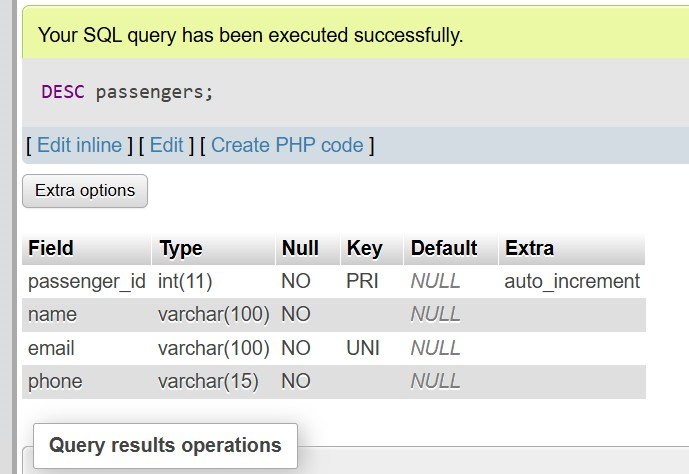 Your SQL query has been executed successfully.
DESC passengers;
[ Edit inline ] [ Edit ] [ Create PHP code ]
Extra options
Field Type Null Key Default Extra
passenger_id int(11) NO PRI NULL auto_increment
name varchar(100) NO NULL
email varchar(100) NO UNI NULL
phone varchar(15) NO NULL
Query results operations